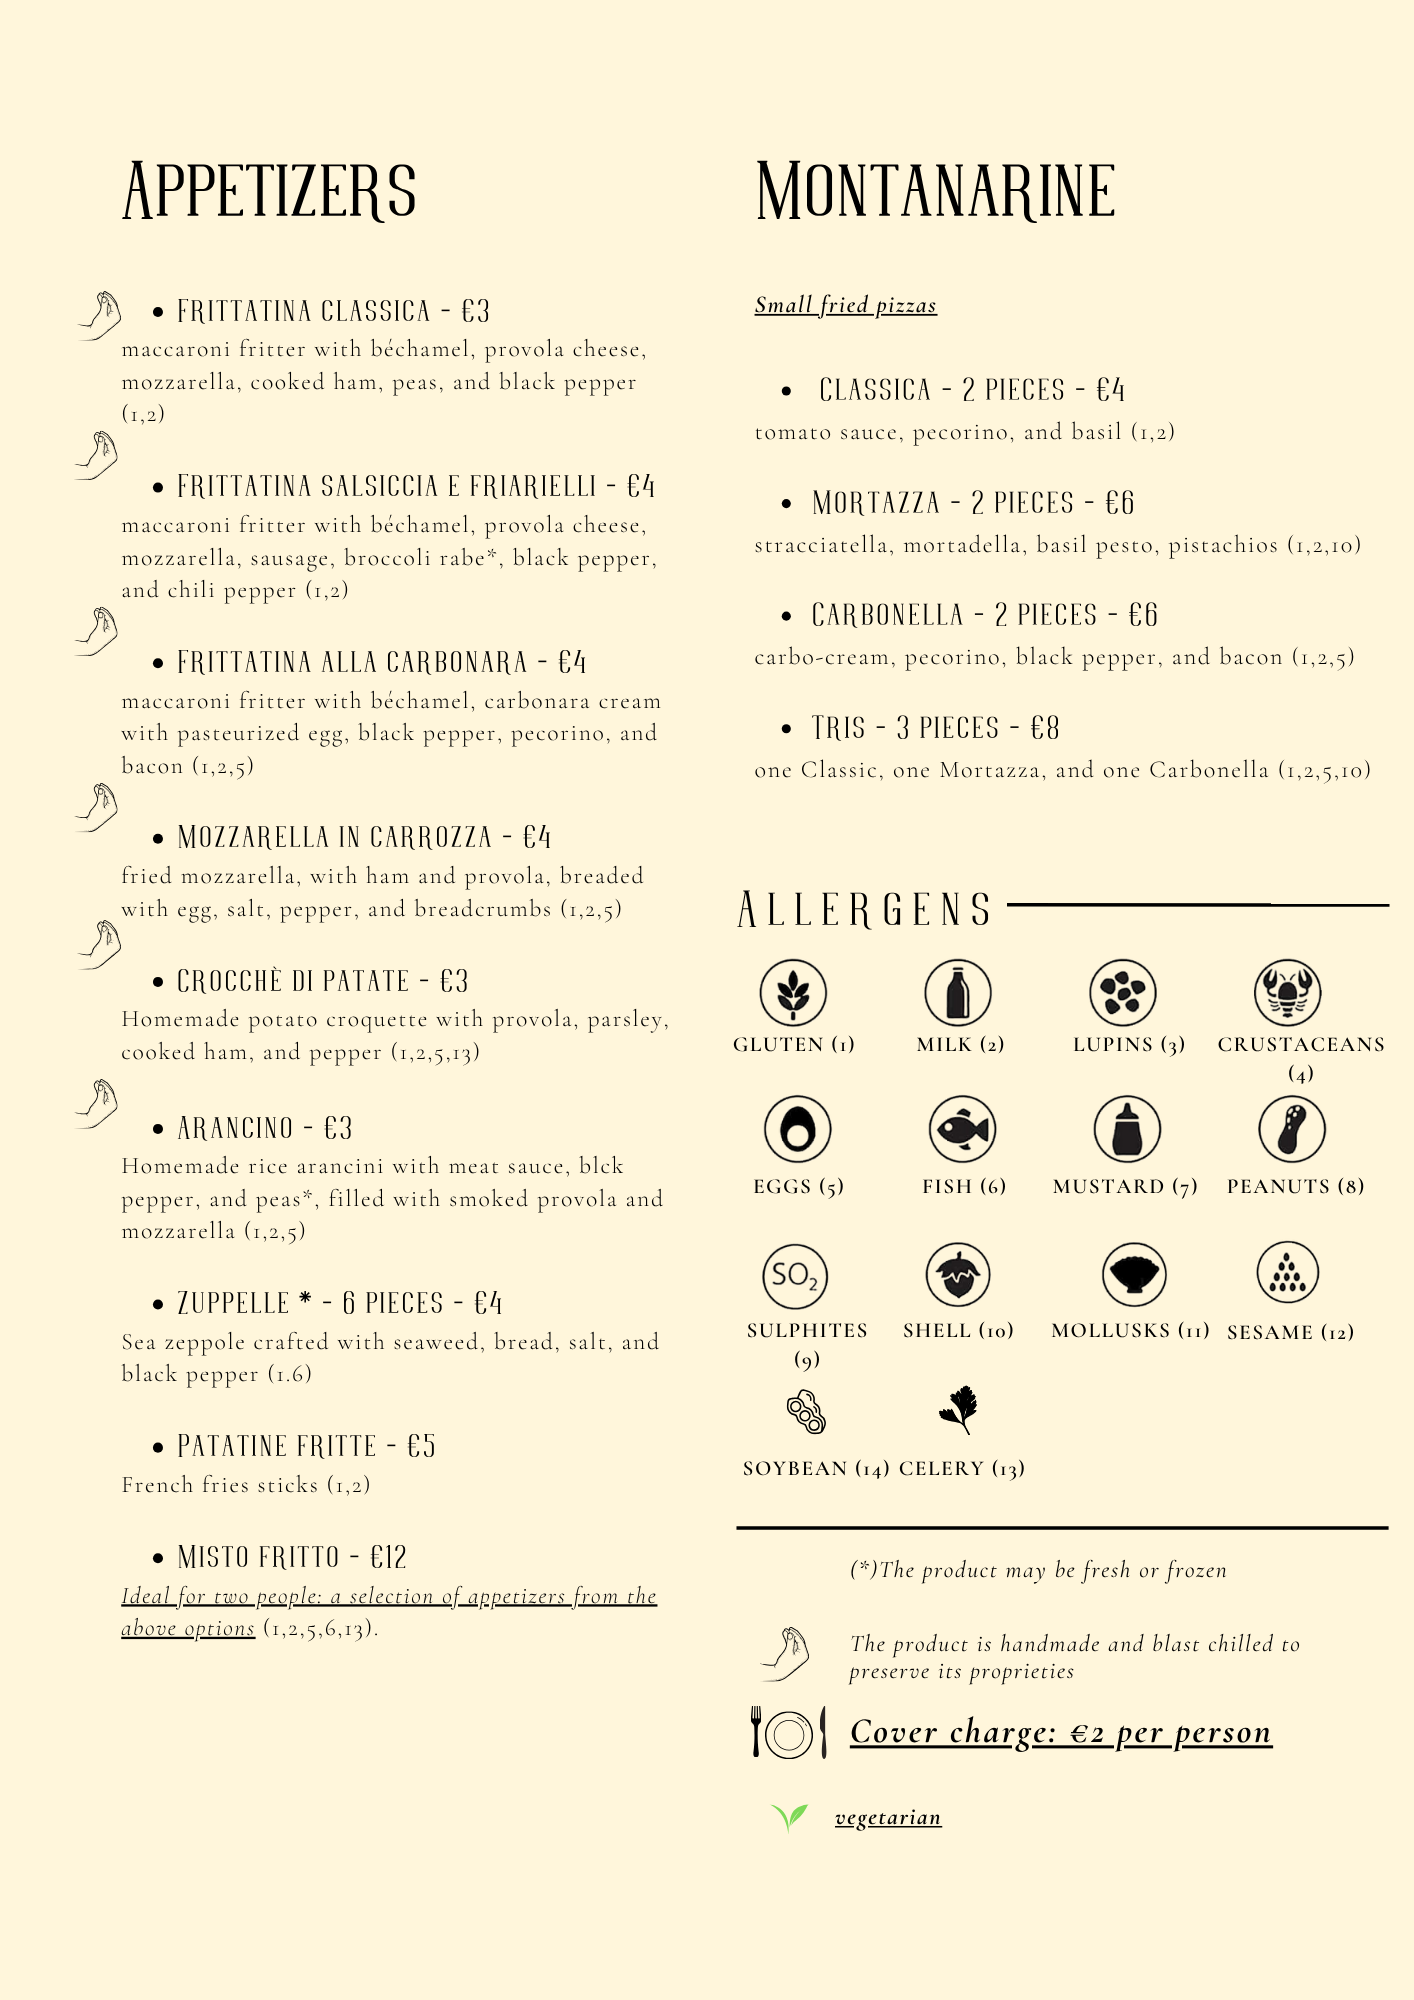 APPETIZERS
• FRITTATINA CLASSICA - €3
maccaroni fritter with béchamel, provola cheese,
mozzarella, cooked ham, peas, and black pepper
(1,2)
• FRITTATINA SALSICCIA E FRIARIELLI - €4
maccaroni fritter with béchamel, provola cheese,
mozzarella, sausage, broccoli rabe*, black pepper,
and chili pepper (1,2)
• FRITTATINA ALLA CARBONARA - €4
maccaroni fritter with béchamel, carbonara cream
with pasteurized egg, black pepper, pecorino, and
bacon (1,2,5)
• MOZZARELLA IN CARROZZA - €4
fried mozzarella, with ham and provola, breaded
with egg, salt, pepper, and breadcrumbs (1,2,5)
• CROCCHÈ DI PATATE - €3
Homemade potato croquette with provola, parsley,
cooked ham, and pepper (1,2,5,13)
• ARANCINO - €3
Homemade rice arancini with meat sauce, blck
pepper, and peas*, filled with smoked provola and
mozzarella (1,2,5)
• ZUPPELLE * - 6 PIECES - €4
Sea zeppole crafted with seaweed, bread, salt, and
black pepper (1.6)
• PATATINE FRITTE - €5
French fries sticks (1,2)
• MISTO FRITTO - €12
Ideal for two people: a selection of appetizers from the
above options (1,2,5,6,13).
MONTANARINE
Small fried pizzas
• CLASSICA - 2 PIECES - €4
tomato sauce, pecorino, and basil (1,2)
• MORTAZZA - 2 PIECES - €6
stracciatella, mortadella, basil pesto, pistachios (1,2,10)
• CARBONELLA - 2 PIECES - €6
carbo-cream, pecorino, black pepper, and bacon (1,2,5)
• TRIS - 3 PIECES - €8
one Classic, one Mortazza, and one Carbonella (1,2,5,10)
ALLERGENS
GLUTEN (1) MILK (2) LUPINS (3) CRUSTACEANS
(4)
EGGS (5) FISH (6) MUSTARD (7) PEANUTS (8)
SO2
SULPHITES SHELL (10) MOLLUSKS (11) SESAME (12)
(9)
SOYBEAN (14) CELERY (13)
(*)The product may be fresh or frozen
The product is handmade and blast chilled to
preserve its proprieties
Cover charge: €2 per person
vegetarian